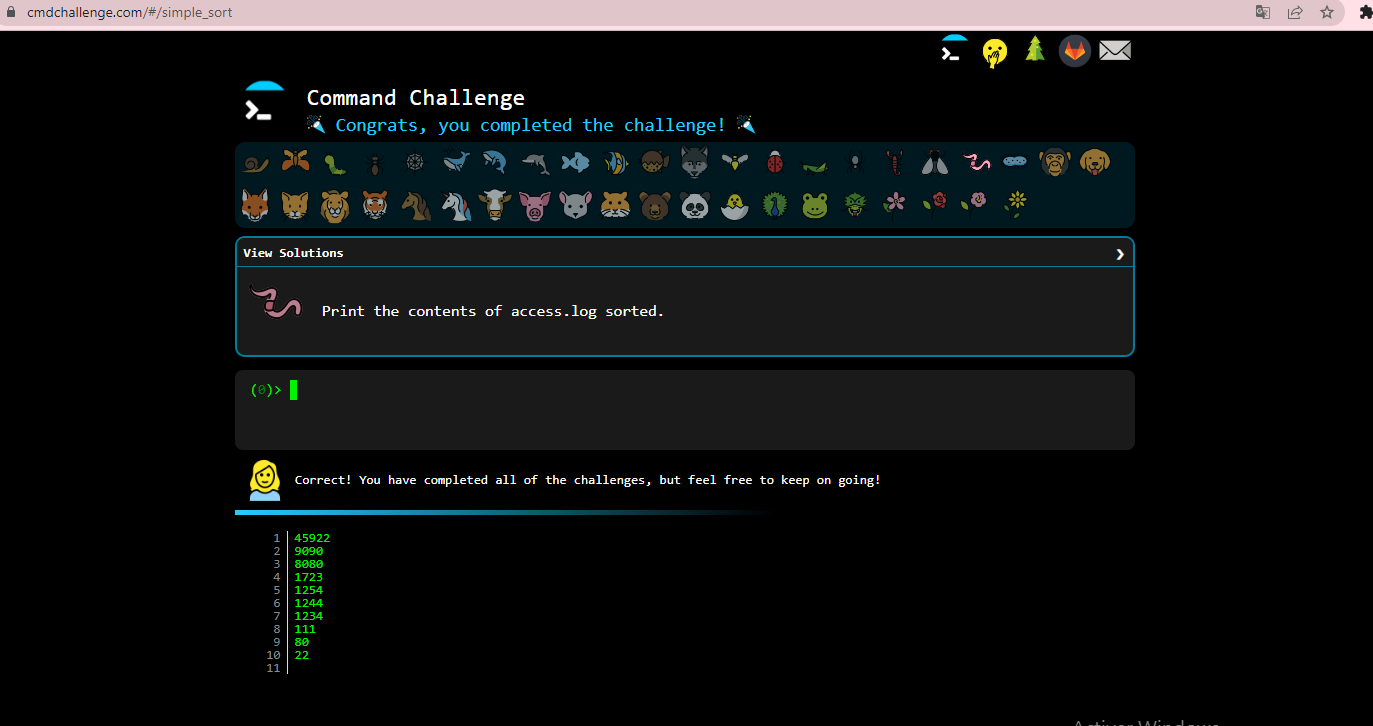 cmdchallenge.com/#/simple_sort
Command Challenge
Congrats, you completed the challenge!
View Solutions
Print the contents of access.log sorted.
(0)>
Correct! You have completed all of the challenges, but feel free to keep on going!
1 45922
2 9090
3 8080
4 1723
5 1254
6 1244
7 1234
8 111
9 80
10 22
11
Activer Windows